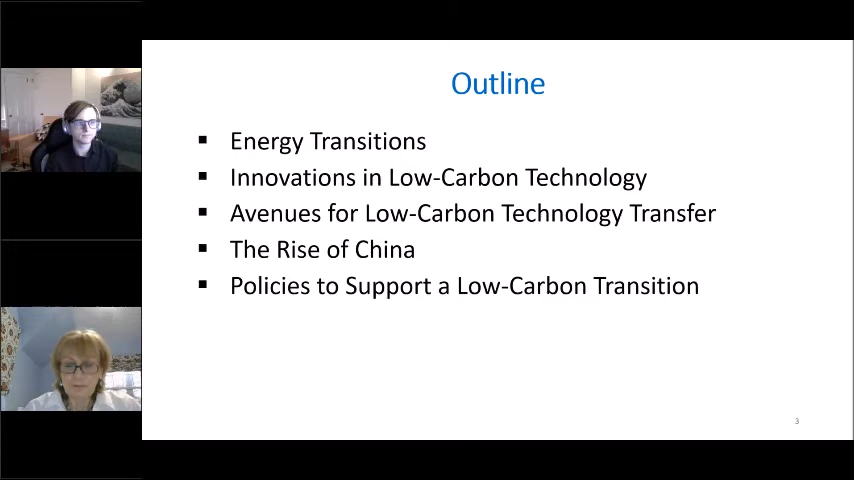 Outline
▪ Energy Transitions
▪ Innovations in Low-Carbon Technology
▪ Avenues for Low-Carbon Technology Transfer
▪ The Rise of China
▪ Policies to Support a Low-Carbon Transition
3